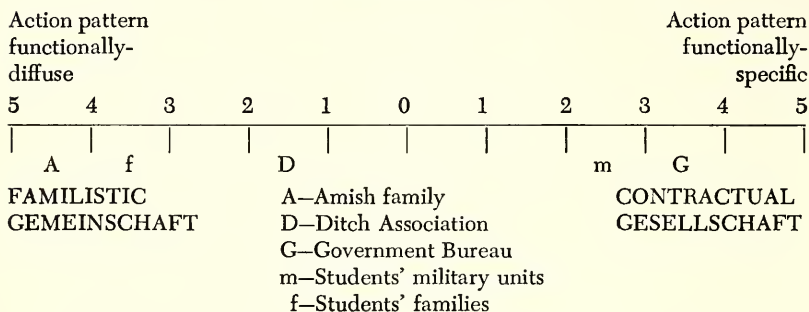 Action pattern Action pattern
functionally- functionally-
diffuse specific
5 4 3 2 1 0 1 2 3 4 5
A f D m G
FAMILISTIC A—Amish family CONTRACTUAL
GEMEINSCHAFT D—Ditch Association GESELLSCHAFT
G—Government Bureau
m—Students' military units
f—Students' families